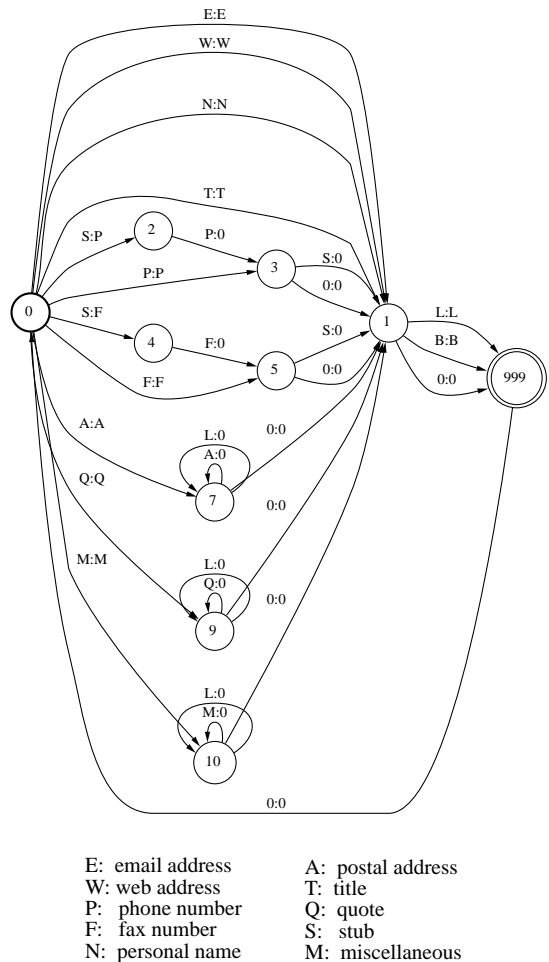 E:E
W:W
N:N
T:T
S:P
2
P:0
P:P
3
S:0
0:0
0
S:F
4
F:0
F:F
5
S:0
0:0
1
L:L
B:B
0:0
999
A:A
L:0
A:0
7
0:0
Q:Q
0:0
L:0
Q:0
9
M:M
0:0
L:0
M:0
10
0:0
E: email address
W: web address
P: phone number
F: fax number
N: personal name
A: postal address
T: title
Q: quote
S: stub
M: miscellaneous